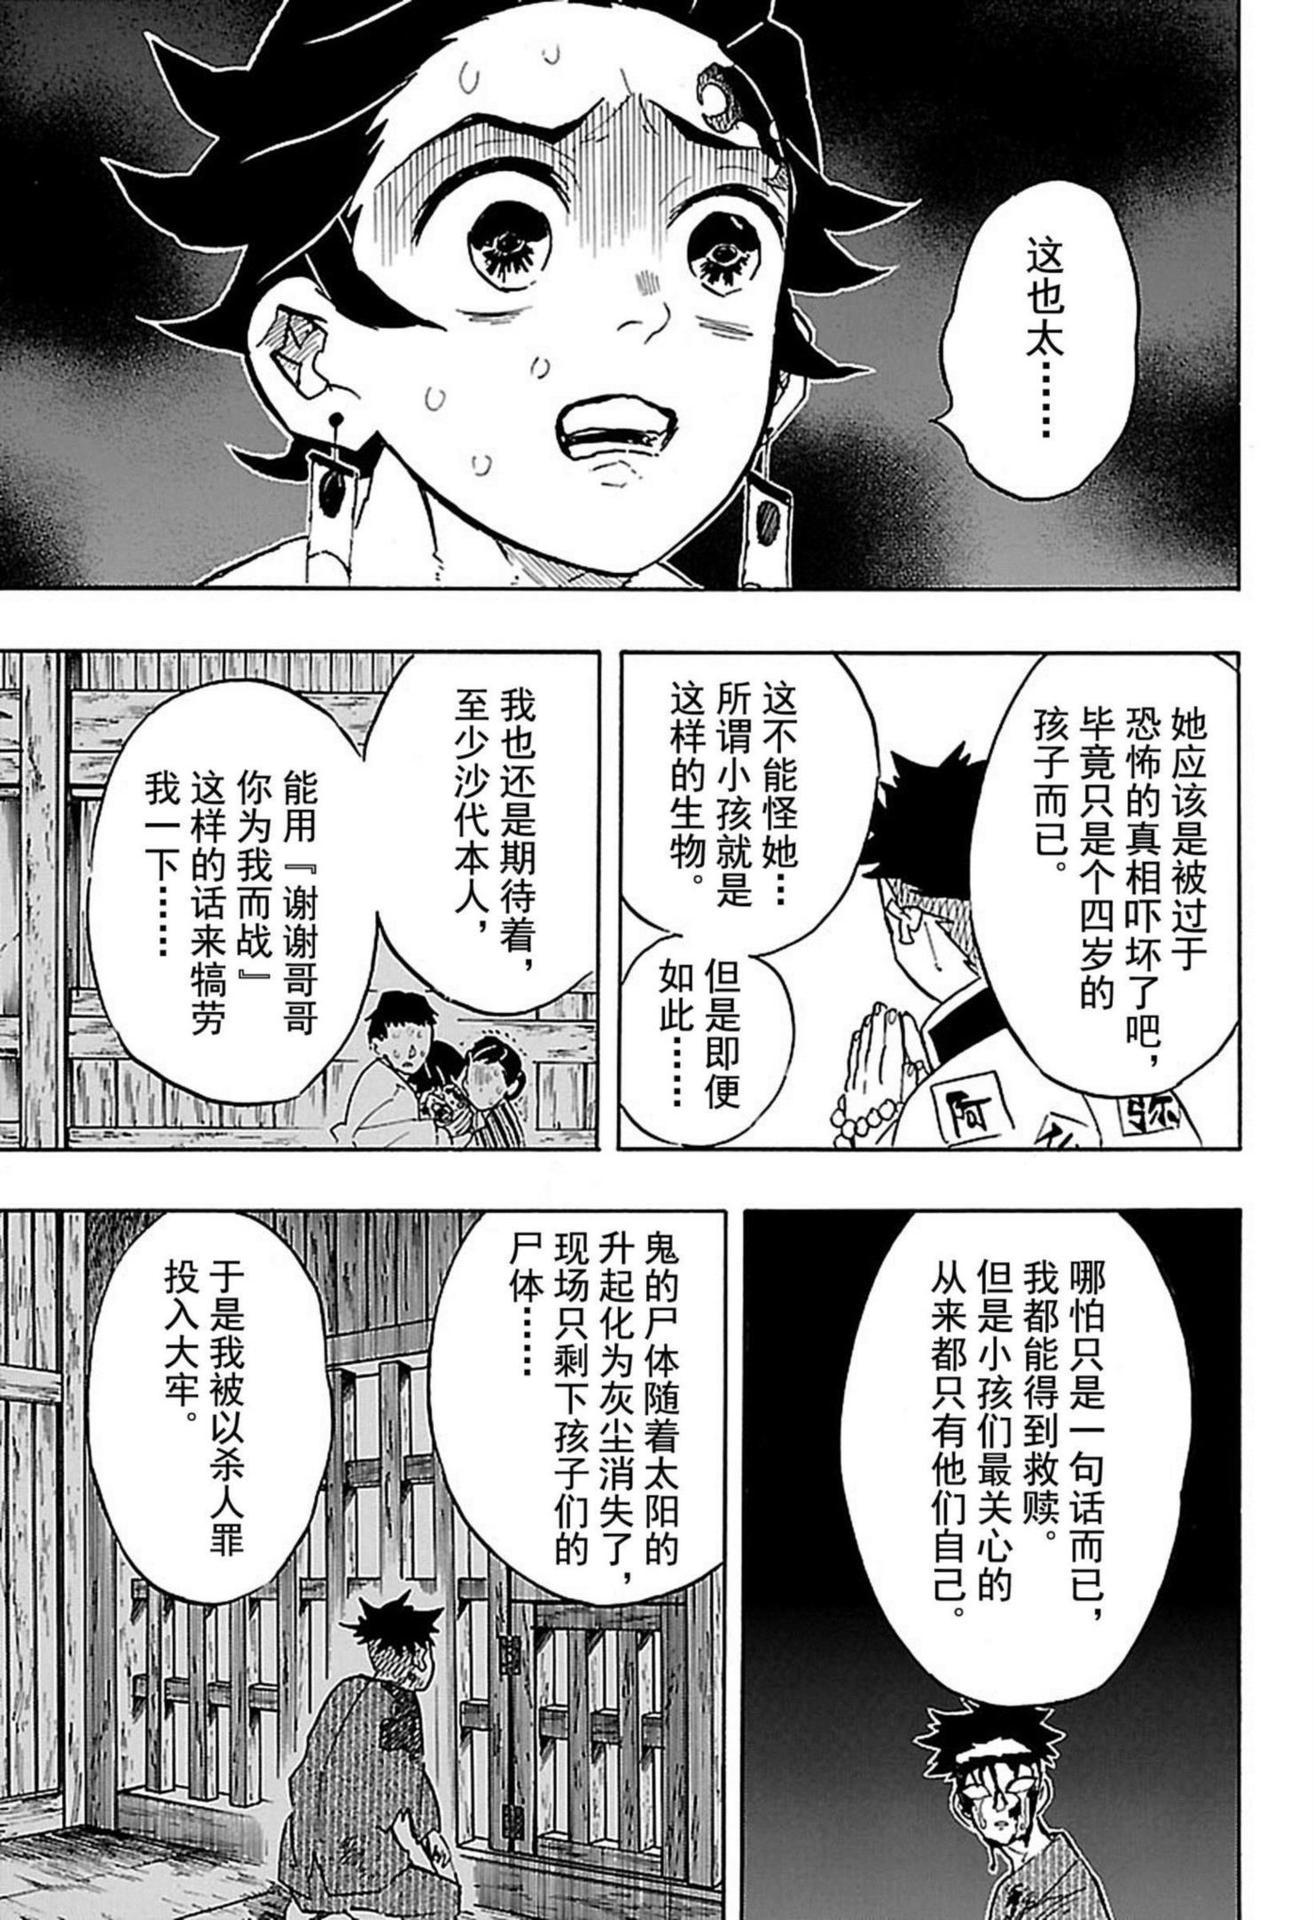 这也太……
她应该是被过于
恐怖的真相吓坏了吧，
毕竟只是个四岁的
孩子而已。
这不能怪她…
所谓小孩就是
这样的生物。
但是即便
如此……
阿
弥
我也还是期待着，
至少沙代本人，
能用『谢谢哥哥
你为我而战』
这样的话来犒劳
我一下……
哪怕只是一句话而已，
我都能得到救赎。
但是小孩们最关心的
从来都只有他们自己。
鬼的尸体随着太阳的
升起化为灰尘消失了，
现场只剩下孩子们的
尸体……
于是我被以杀人罪
投入大牢。